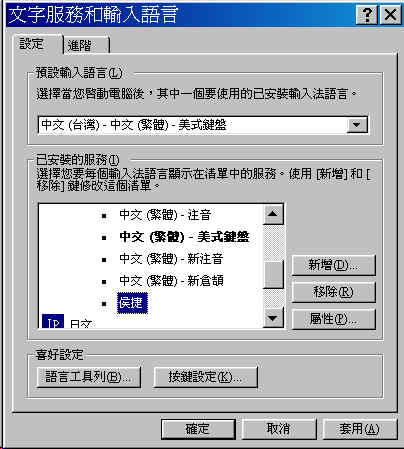 文字服務和輸入語言
設定 進階
預設輸入語言(L)
選擇當您啓動電腦後，其中一個要使用的已安裝輸入法語言。
中文 (台灣) - 中文 (繁體) - 美式鍵盤
已安裝的服務(I)
選擇您要每個輸入法語言顯示在清單中的服務。使用 [新增] 和 [
移除] 鍵修改這個清單。
中文 (繁體) - 注音
中文 (繁體) - 美式鍵盤
中文 (繁體) - 新注音
中文 (繁體) - 新倉頡
侯捷
JP 日文
新增(D)...
移除(R)
屬性(P)...
喜好設定
語言工具列(B)... 按鍵設定(K)...
確定 取消 套用(A)